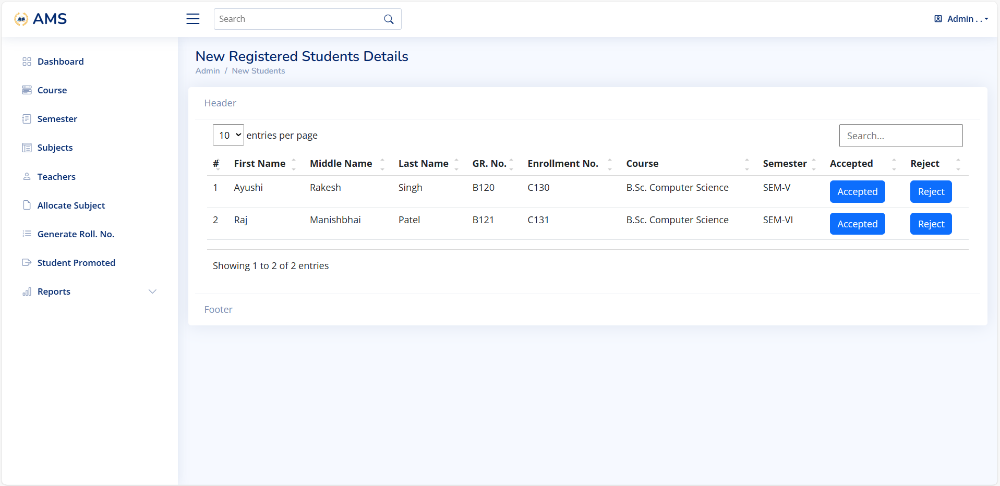 AMS
Search
Admin . .
Dashboard
Course
Semester
Subjects
Teachers
Allocate Subject
Generate Roll. No.
Student Promoted
Reports
New Registered Students Details
Admin / New Students
Header
10 entries per page
Search...
# First Name Middle Name Last Name GR. No. Enrollment No. Course Semester Accepted Reject
1 Ayushi Rakesh Singh B120 C130 B.Sc. Computer Science SEM-V Accepted Reject
2 Raj Manishbhai Patel B121 C131 B.Sc. Computer Science SEM-VI Accepted Reject
Showing 1 to 2 of 2 entries
Footer